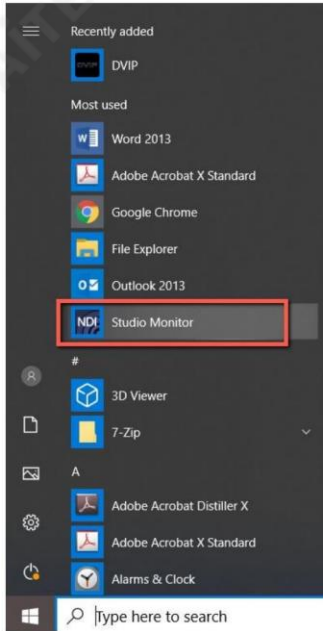 Recently added
DVIP
Most used
Word 2013
Adobe Acrobat X Standard
Google Chrome
File Explorer
Outlook 2013
NDI Studio Monitor
#
3D Viewer
7-Zip
A
Adobe Acrobat Distiller X
Adobe Acrobat X Standard
Alarms & Clock
Type here to search